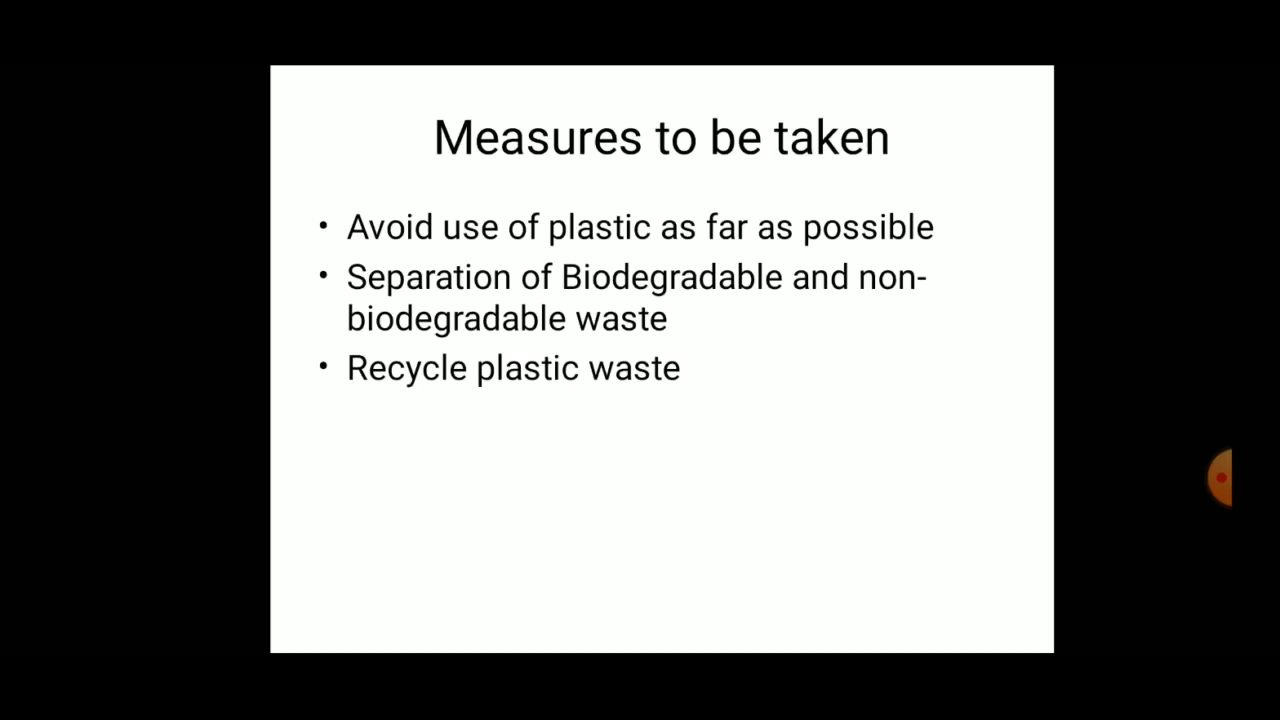 Measures to be taken
• Avoid use of plastic as far as possible
• Separation of Biodegradable and non-
biodegradable waste
• Recycle plastic waste